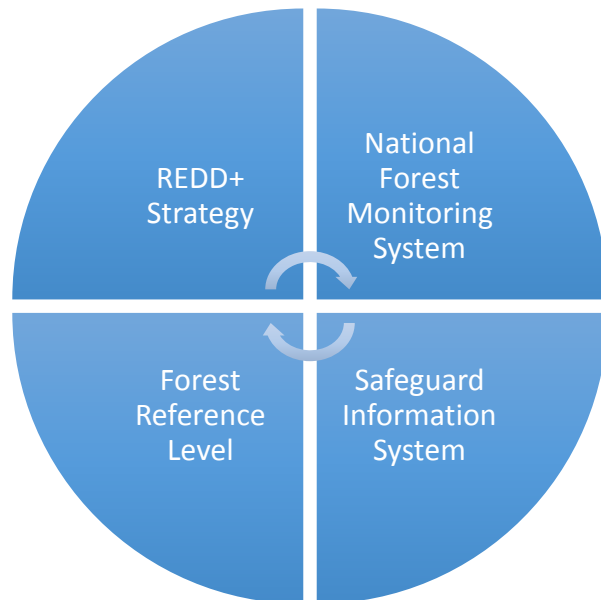 REDD+
Strategy
National
Forest
Monitoring
System
Forest
Reference
Level
Safeguard
Information
System